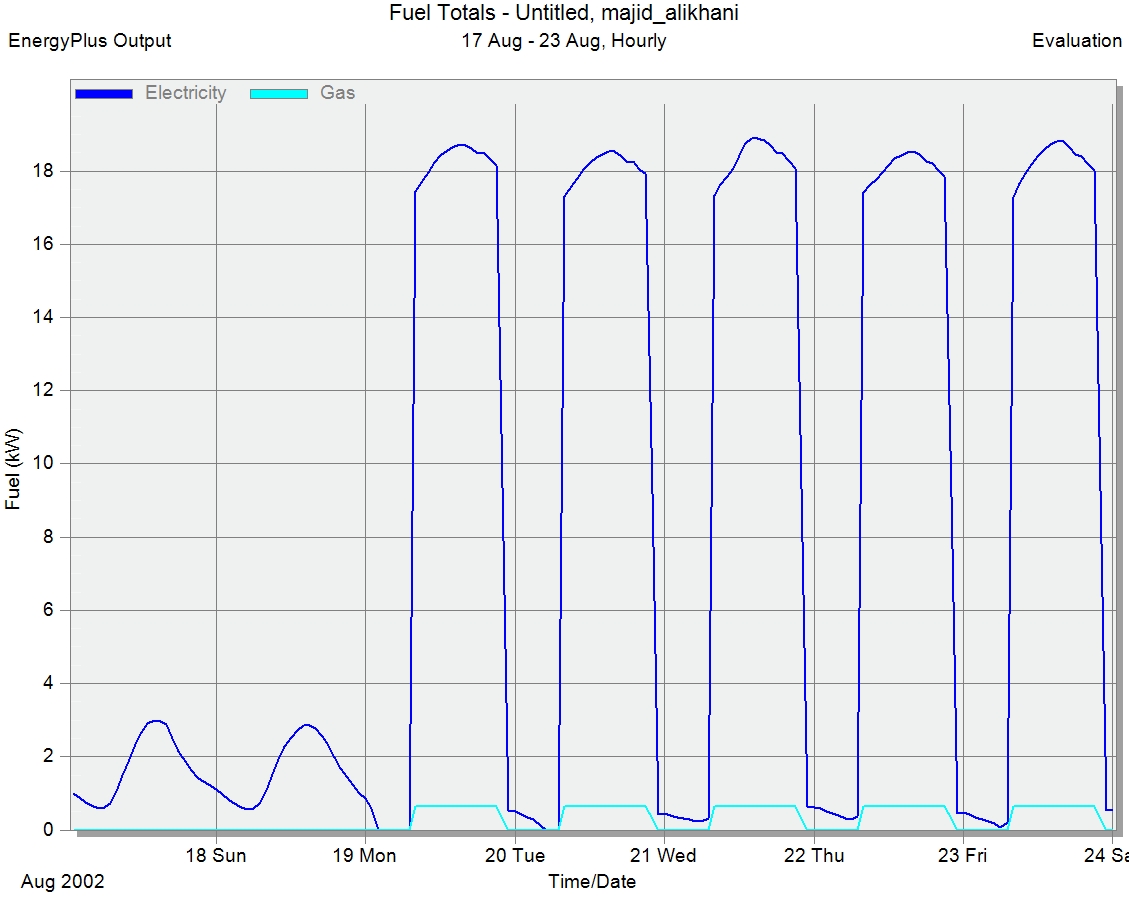 Fuel Totals - Untitled, majid_alikhani
EnergyPlus Output
17 Aug - 23 Aug, Hourly
Evaluation
Electricity
Gas
18
16
14
12
10
8
6
4
2
0
Fuel (kW)
18 Sun
19 Mon
20 Tue
21 Wed
22 Thu
23 Fri
24 Sa
Aug 2002
Time/Date